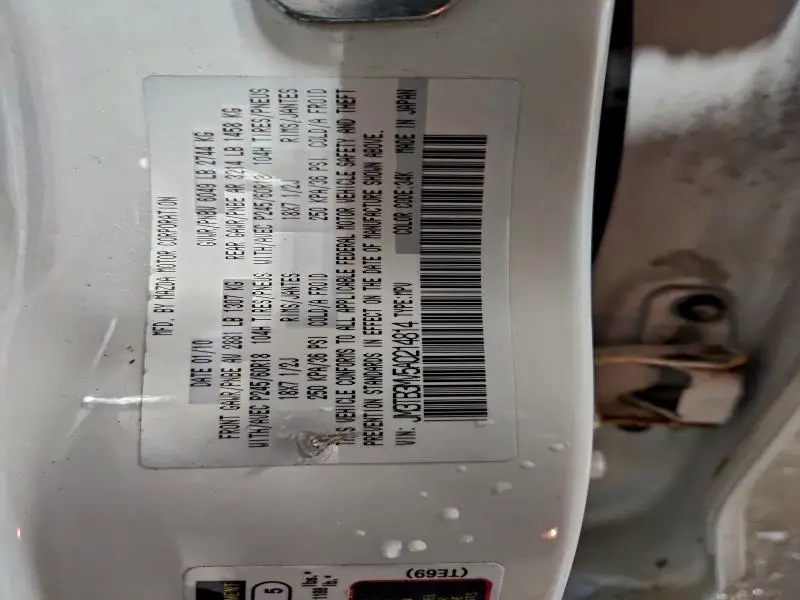 MFD. BY MAZDA MOTOR CORPORATION
DATE 01/10 GVWR/PNBV 6049 LB 2744 KG
FRONT GAWR/PNBE AV 2881 LB 1307 KG REAR GAWR/PNBE AR 3214 LB 1458 KG
WITH/AVEC P245/60R18 104H TIRES/PNEUS WITH/AVEC P245/60R18 104H TIRES/PNEUS
18X7 1/2J RIMS/JANTES 18X7 1/2J RIMS/JANTES
250 KPA/36 PSI COLD/A FROID 250 KPA/36 PSI COLD/A FROID
THIS VEHICLE CONFORMS TO ALL APPLICABLE FEDERAL MOTOR VEHICLE SAFETY AND THEFT
PREVENTION STANDARDS IN EFFECT ON THE DATE OF MANUFACTURE SHOWN ABOVE.
COLOR CODE:34K MADE IN JAPAN
VIN: TYPE:MPV
(TE69)
5
lbs.*